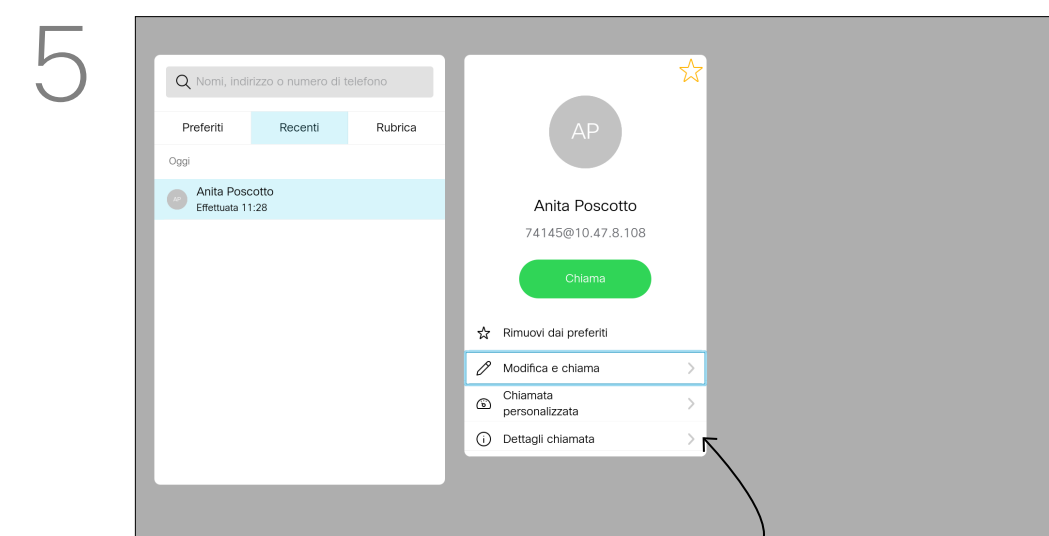 5
Nomi, indirizzo o numero di telefono
Preferiti Recenti Rubrica
Oggi
AP
Anita Poscotto
Effettuata 11:28
AP
Anita Poscotto
74145@10.47.8.108
Chiama
Rimuovi dai preferiti
Modifica e chiama
Chiamata
personalizzata
Dettagli chiamata